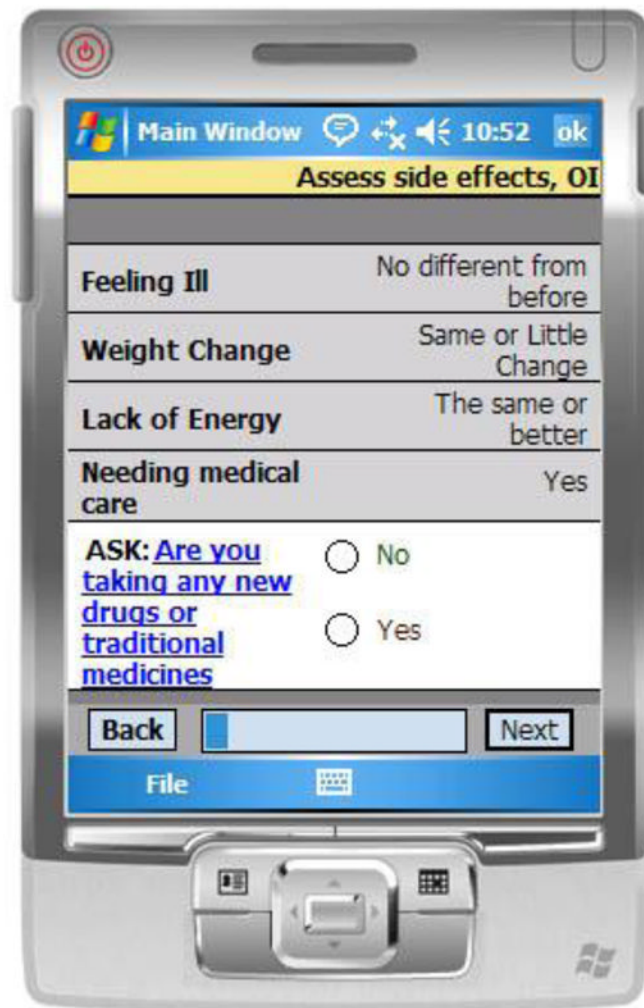 Main Window 10:52 ok
Assess side effects, OI
Feeling Ill
No different from
before
Weight Change
Same or Little
Change
Lack of Energy
The same or
better
Needing medical
care
Yes
ASK: Are you
taking any new
drugs or
traditional
medicines
No
Yes
Back
Next
File